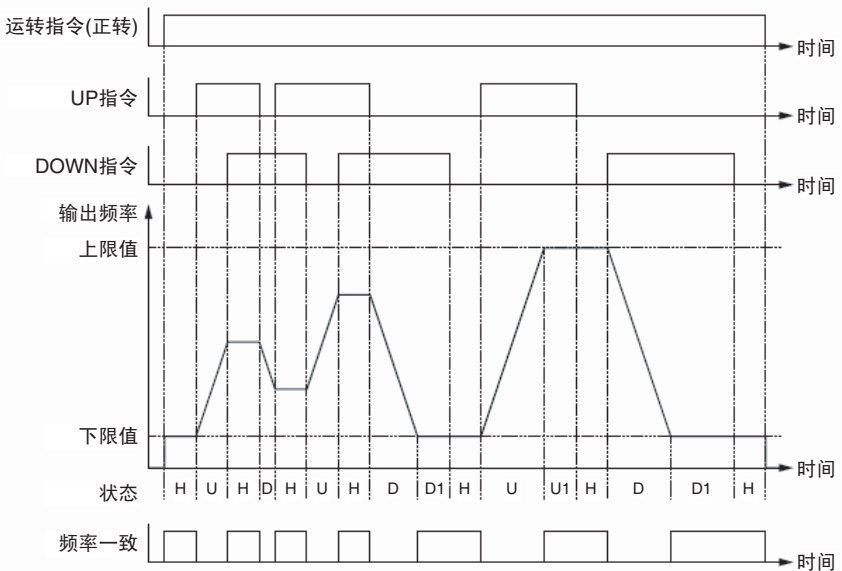 运转指令(正转)
时间
UP指令
时间
DOWN指令
时间
输出频率
上限值
下限值
时间
状态 H U H D H U H D D1 H U U1 H D D1 H
频率一致
时间